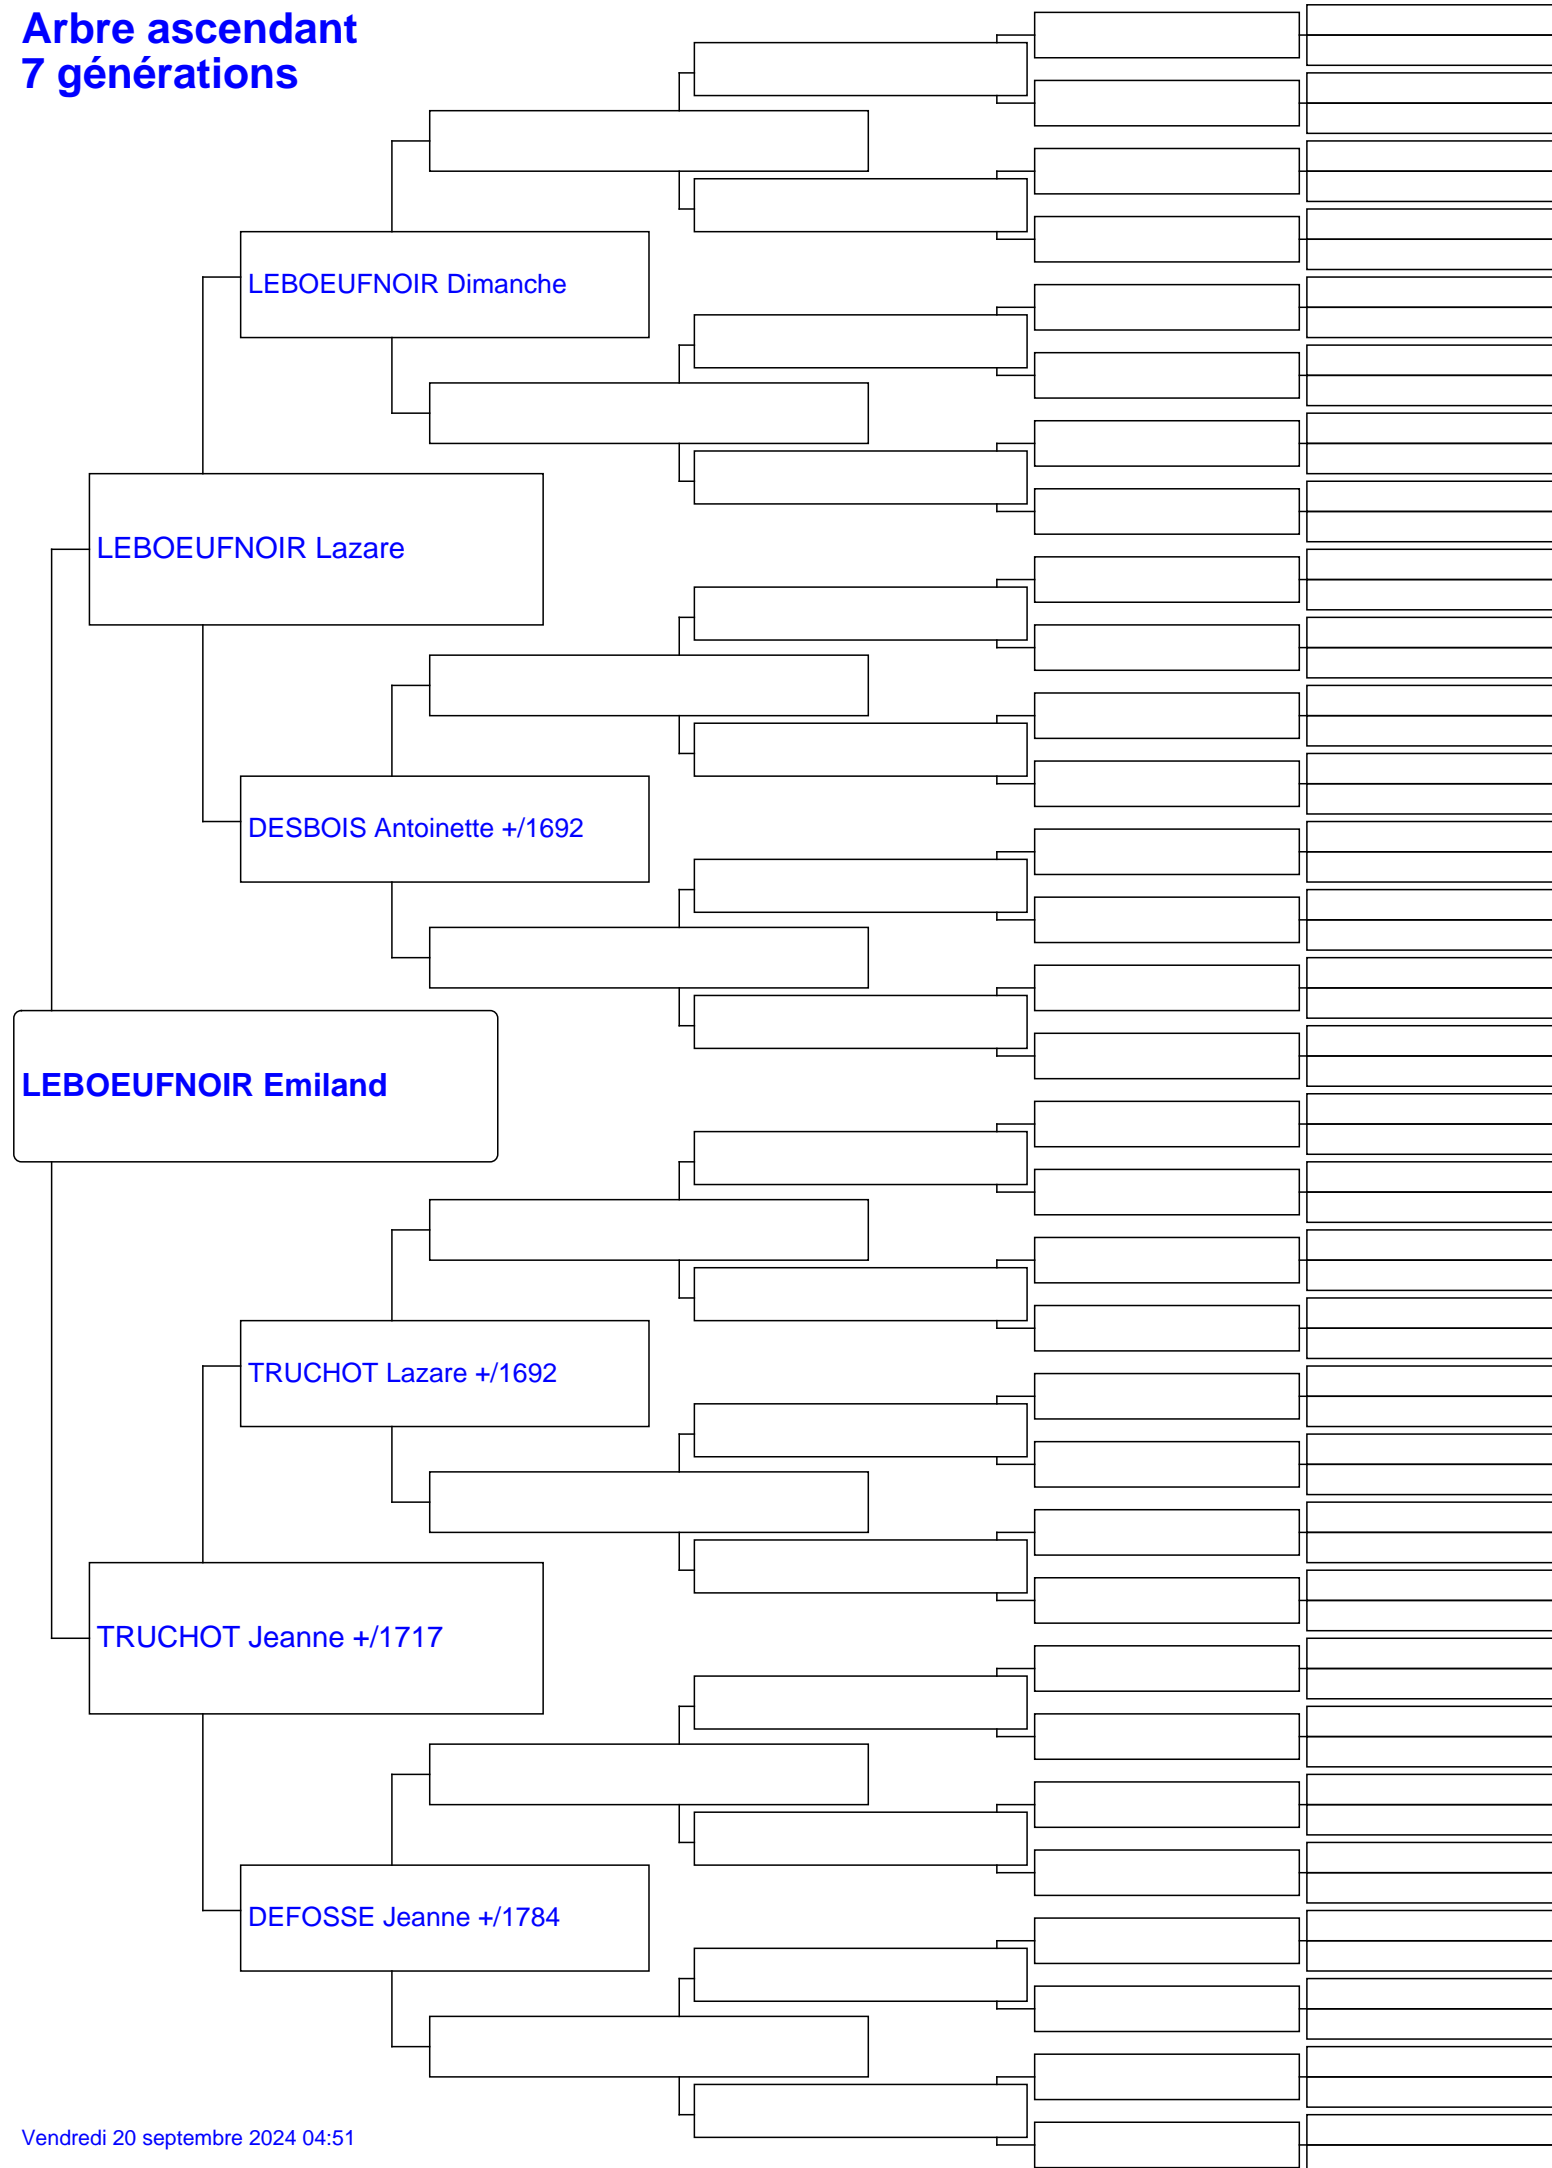 Arbre ascendant
7 générations
LEBOEUFNOIR Dimanche
LEBOEUFNOIR Lazare
DESBOIS Antoinette +/1692
LEBOEUFNOIR Emiland
TRUCHOT Lazare +/1692
TRUCHOT Jeanne +/1717
DEFOSSE Jeanne +/1784
Vendredi 20 septembre 2024 04:51